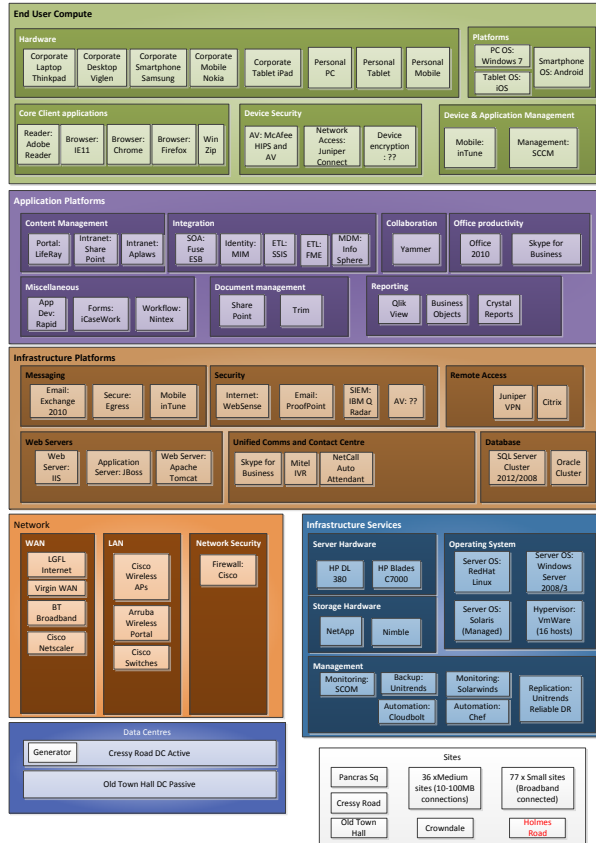 End User Compute
Hardware
Corporate
Laptop
Thinkpad
Corporate
Desktop
Viglen
Corporate
Smartphone
Samsung
Corporate
Mobile
Nokia
Corporate
Tablet iPad
Personal
PC
Personal
Tablet
Personal
Mobile
Platforms
PC OS:
Windows 7
Tablet OS:
iOS
Smartphone
OS: Android
Core Client applications
Reader:
Adobe
Reader
Browser:
IE11
Browser:
Chrome
Browser:
Firefox
Win
Zip
Device Security
AV: McAfee
HIPS and
AV
Network
Access:
Juniper
Connect
Device
encryption
: ??
Device & Application Management
Mobile:
inTune
Management:
SCCM
Application Platforms
Content Management
Portal:
LifeRay
Intranet:
Share
Point
Intranet:
Aplaws
Integration
SOA:
Fuse
ESB
Identity:
MIM
ETL:
SSIS
ETL:
FME
MDM:
Info
Sphere
Collaboration
Yammer
Office productivity
Office
2010
Skype for
Business
Miscellaneous
App
Dev:
Rapid
Forms:
iCaseWork
Workflow:
Nintex
Document management
Share
Point
Trim
Reporting
Qlik
View
Business
Objects
Crystal
Reports
Infrastructure Platforms
Messaging
Email:
Exchange
2010
Secure:
Egress
Mobile
inTune
Security
Internet:
WebSense
Email:
ProofPoint
SIEM:
IBM Q
Radar
AV: ??
Remote Access
Juniper
VPN
Citrix
Web Servers
Web
Server:
IIS
Application
Server: JBoss
Web Server:
Apache
Tomcat
Unified Comms and Contact Centre
Skype for
Business
Mitel
IVR
NetCall
Auto
Attendant
Database
SQL Server
Cluster
2012/2008
Oracle
Cluster
Network
WAN
LGFL
Internet
Virgin WAN
BT
Broadband
Cisco
Netscaler
LAN
Cisco
Wireless
APs
Arruba
Wireless
Portal
Cisco
Switches
Network Security
Firewall:
Cisco
Infrastructure Services
Server Hardware
HP DL
380
HP Blades
C7000
Storage Hardware
NetApp
Nimble
Operating System
Server OS:
RedHat
Linux
Server OS:
Windows
Server
2008/3
Server OS:
Solaris
(Managed)
Hypervisor:
VmWare
(16 hosts)
Management
Monitoring:
SCOM
Backup:
Unitrends
Monitoring:
Solarwinds
Replication:
Unitrends
Reliable DR
Automation:
Cloudbolt
Automation:
Chef
Data Centres
Generator
Cressy Road DC Active
Old Town Hall DC Passive
Sites
Pancras Sq
Cressy Road
Old Town
Hall
36 xMedium
sites (10-100MB
connections)
77 x Small sites
(Broadband
connected)
Crowndale
Holmes
Road